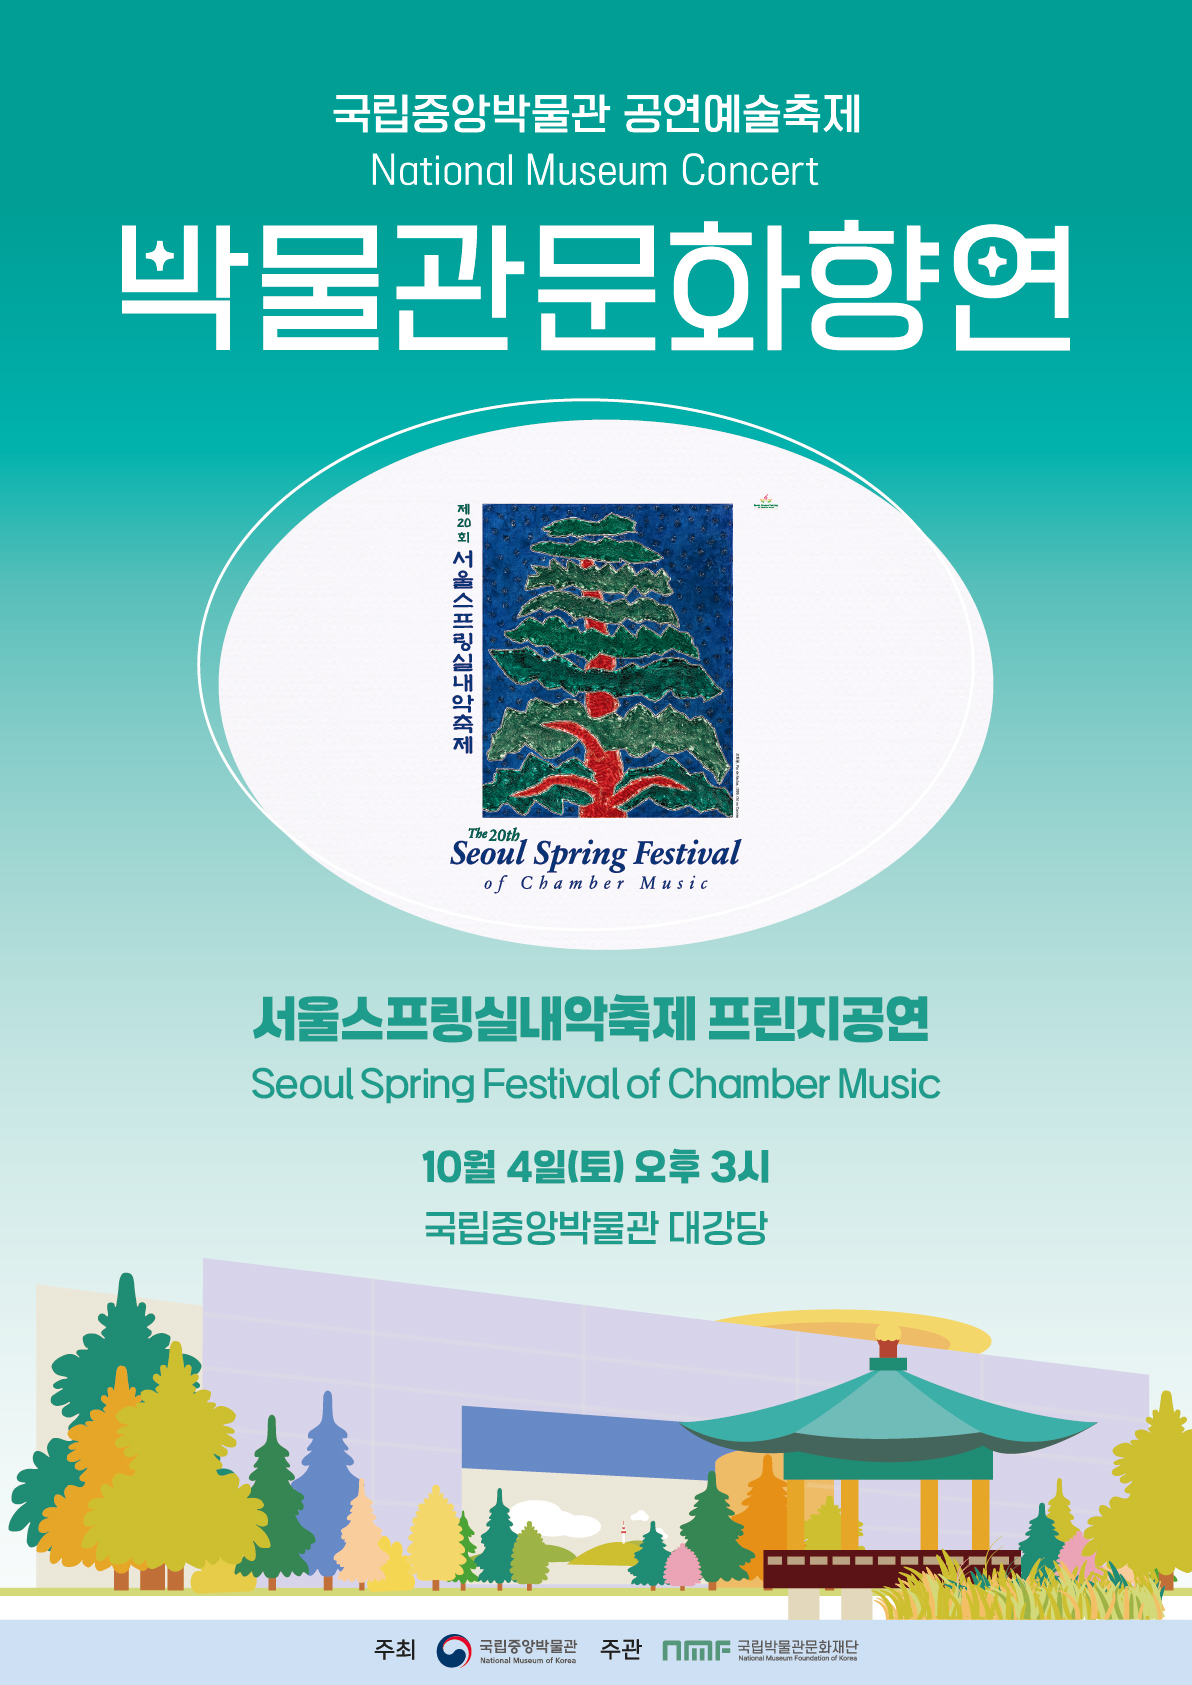 국립중앙박물관 공연예술축제
National Museum Concert
박물관문화향연
제
20
회
서울스프링실내악축제
The 20th
Seoul Spring Festival
of Chamber Music
서울스프링실내악축제 프린지공연
Seoul Spring Festival of Chamber Music
10월 4일(토) 오후 3시
국립중앙박물관 대강당
주최
국립중앙박물관
National Museum of Korea
주관
nmf
국립박물관문화재단
National Museum Foundation of Korea